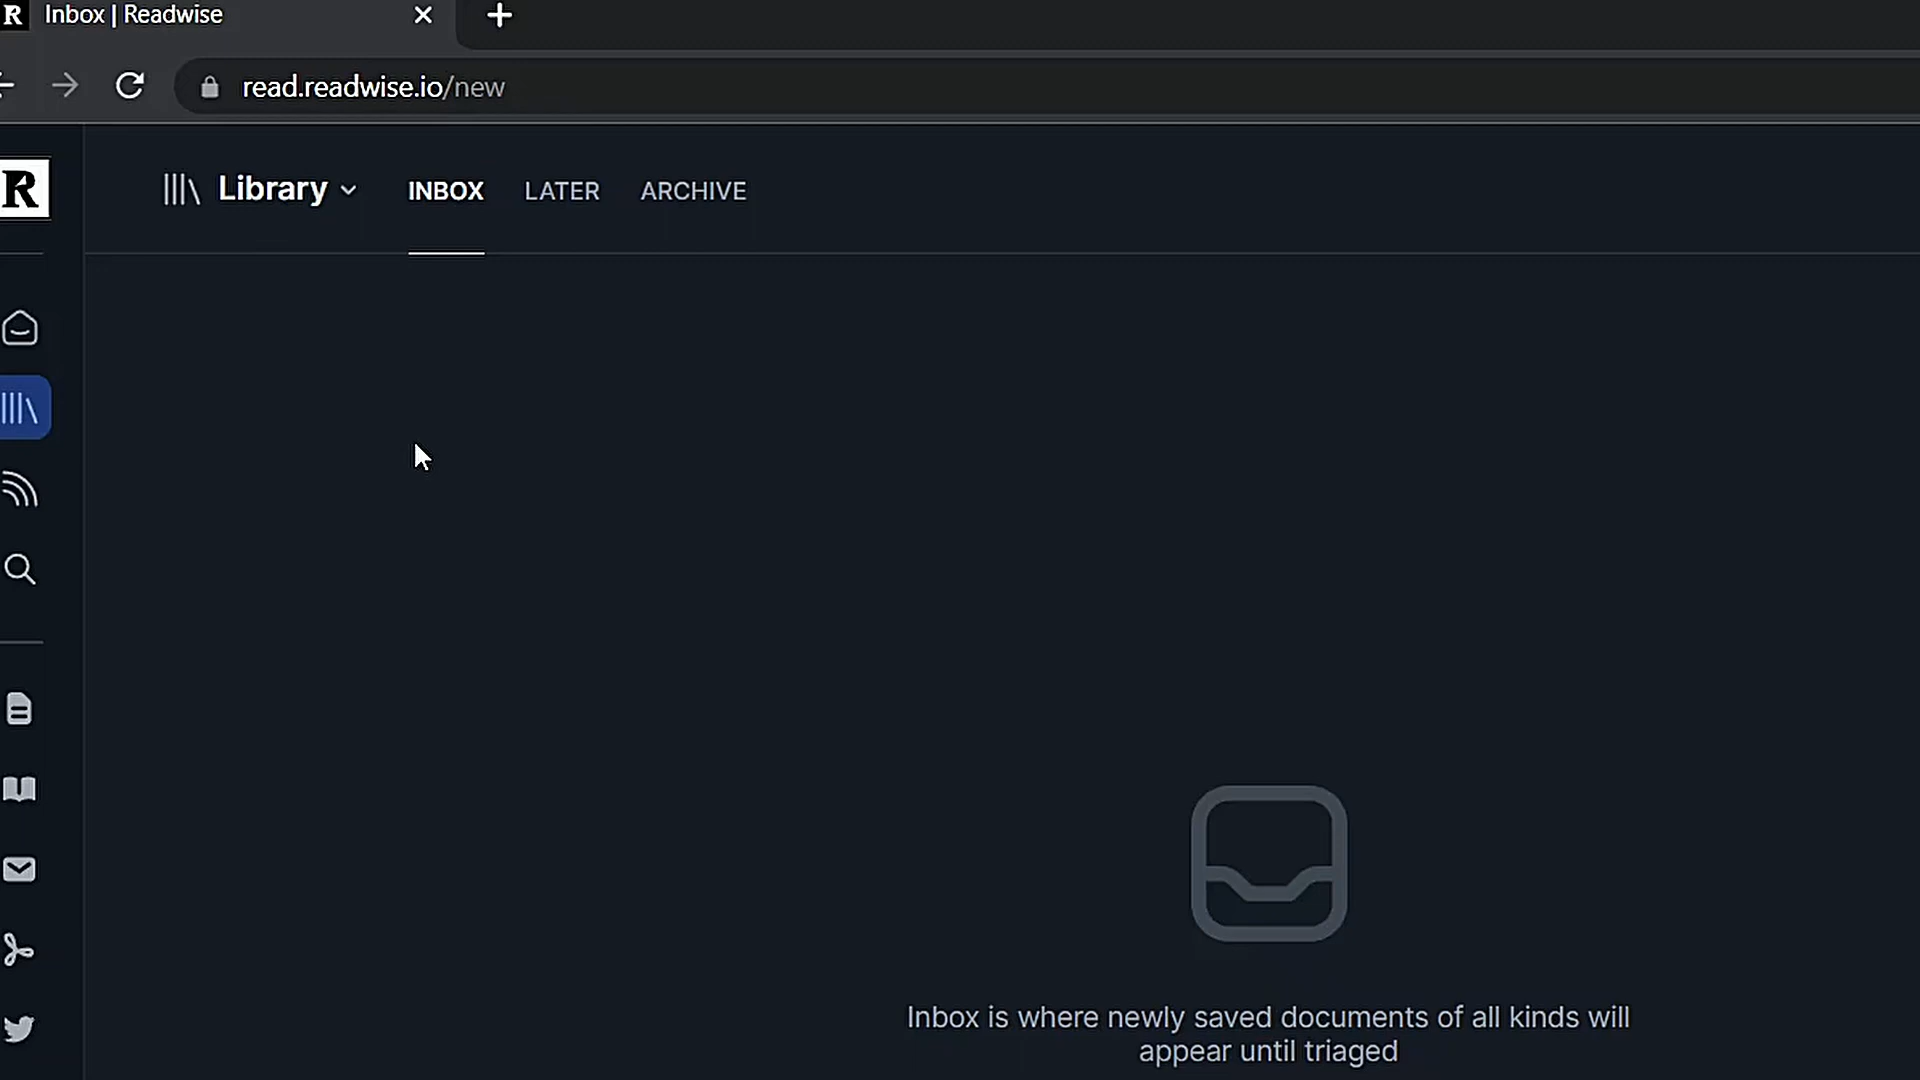 R Inbox | Readwise
read.readwise.io/new
R
Library INBOX LATER ARCHIVE
Inbox is where newly saved documents of all kinds will
appear until triaged